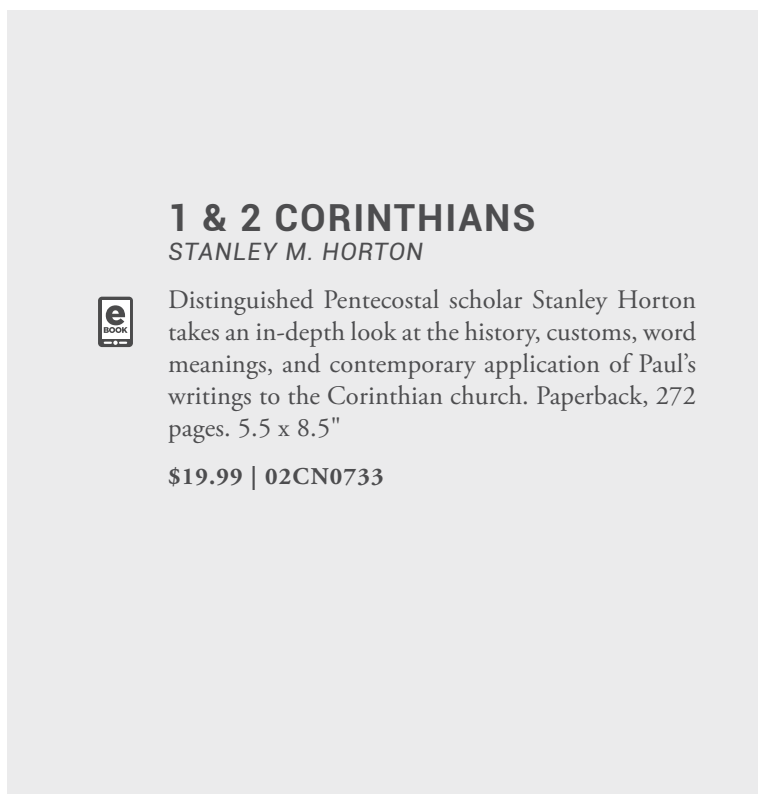 1 & 2 CORINTHIANS
STANLEY M. HORTON
e
BOOK
Distinguished Pentecostal scholar Stanley Horton
takes an in-depth look at the history, customs, word
meanings, and contemporary application of Paul’s
writings to the Corinthian church. Paperback, 272
pages. 5.5 x 8.5"
$19.99 | 02CN0733